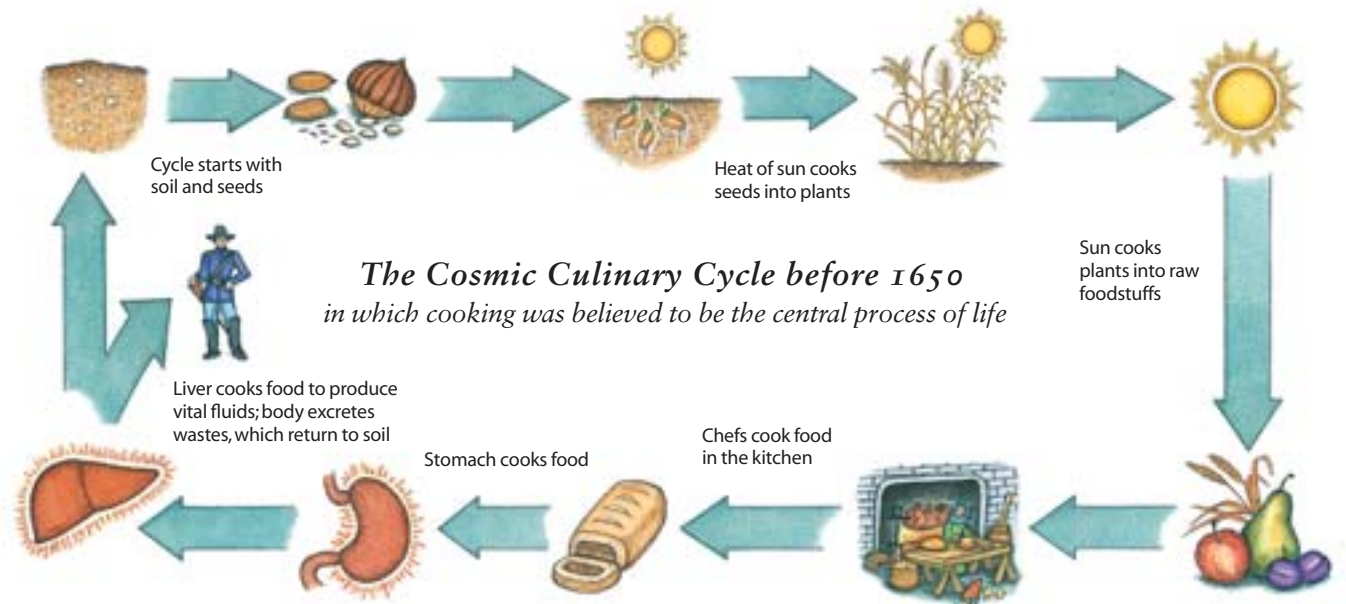 Cycle starts with
soil and seeds
Heat of sun cooks
seeds into plants
The Cosmic Culinary Cycle before 1650
in which cooking was believed to be the central process of life
Sun cooks
plants into raw
foodstuffs
Liver cooks food to produce
vital fluids; body excretes
wastes, which return to soil
Stomach cooks food
Chefs cook food
in the kitchen